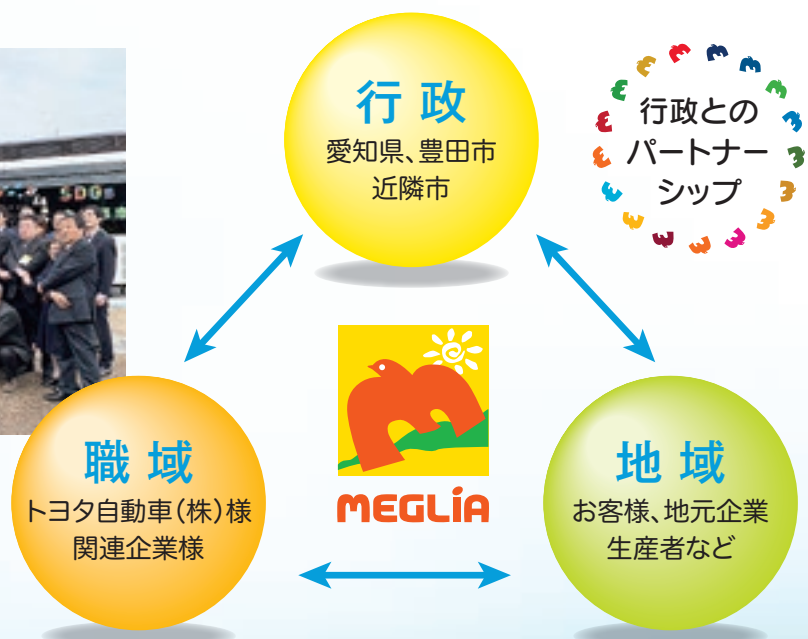 行政
愛知県、豊田市
近隣市
行政との
パートナー
シップ
SDGs
職域
トヨタ自動車(株)様
関連企業様
MEGLiA
地域
お客様、地元企業
生産者など